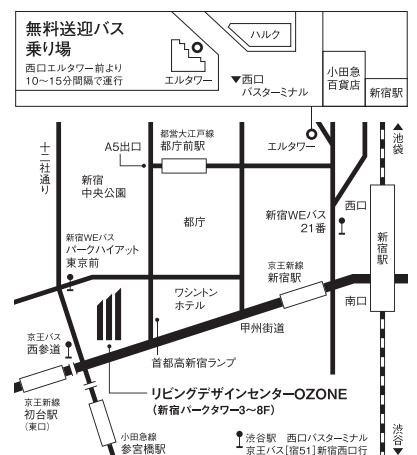 無料送迎バス
乗り場
西口エルタワー前より
10〜15分間隔で運行
エルタワー
ハルク
▼西口
バスターミナル
小田急
百貨店
新宿駅
▲池袋
十二社通り
A5出口
都営大江戸線
都庁前駅
エルタワー
新宿
中央公園
都庁
新宿WEバス
21番
西口
新宿駅
新宿WEバス
パークハイアット
東京前
ワシントン
ホテル
京王新線
新宿駅
南口
甲州街道
京王バス
西参道
首都高新宿ランプ
リビングデザインセンターOZONE
(新宿パークタワー3〜8F)
京王新線
初台駅
(東口)
小田急線
参宮橋駅
渋谷駅 西口バスターミナル
京王バス[宿51]新宿西口行
渋谷▼